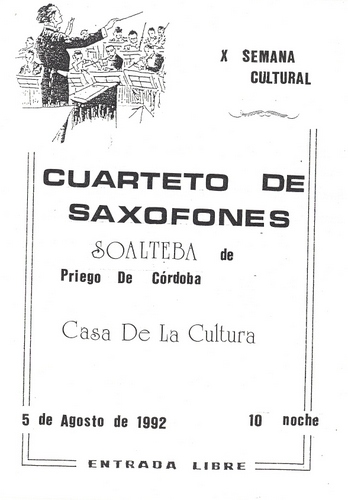 X SEMANA
CULTURAL
CUARTETO DE
SAXOFONES
SOALTEBA de
Priego De Córdoba
Casa De La Cultura
5 de Agosto de 1992 10 noche
ENTRADA LIBRE